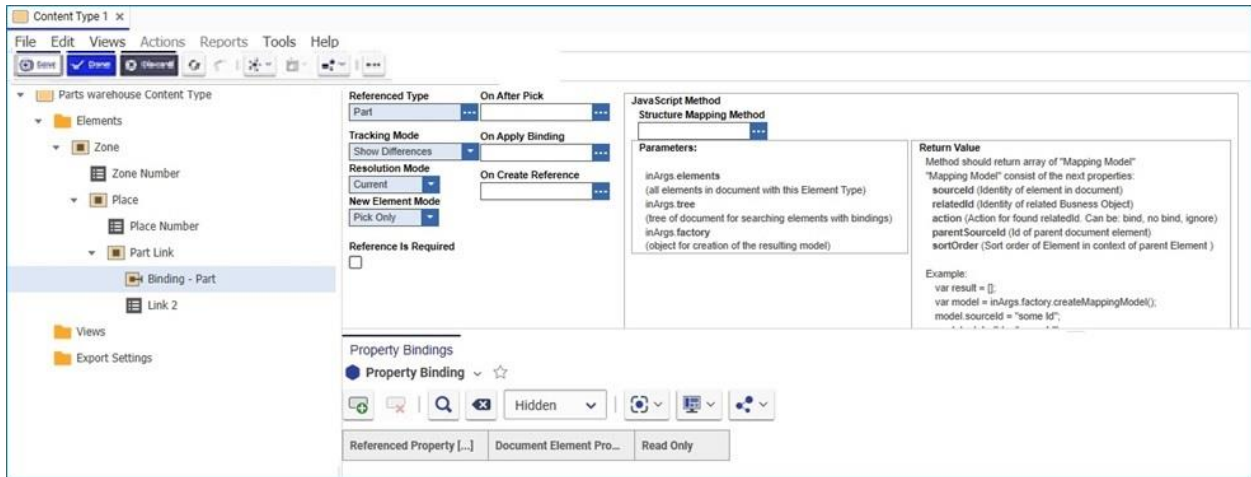 Content Type 1 ×
File Edit Views Actions Reports Tools Help
Save Done Discard
Parts warehouse Content Type
Elements
Zone
Zone Number
Place
Place Number
Part Link
Binding - Part
Link 2
Views
Export Settings
Referenced Type
Part
Tracking Mode
Show Differences
Resolution Mode
Current
New Element Mode
Pick Only
Reference Is Required
On After Pick
On Apply Binding
On Create Reference
JavaScript Method
Structure Mapping Method
Parameters:
inArgs.elements
(all elements in document with this Element Type)
inArgs.tree
(tree of document for searching elements with bindings)
inArgs.factory
(object for creation of the resulting model)
Return Value
Method should return array of "Mapping Model"
"Mapping Model" consist of the next properties:
sourceId (Identity of element in document)
relatedId (Identity of related Busness Object)
action (Action for found relatedId. Can be: bind, no bind, ignore)
parentSourceId (Id of parent document element)
sortOrder (Sort order of Element in context of parent Element )
Example:
var result = [];
var model = inArgs.factory.createMappingModel();
model.sourceId = "some Id";
Property Bindings
Property Binding
Hidden
Referenced Property [...] Document Element Pro... Read Only